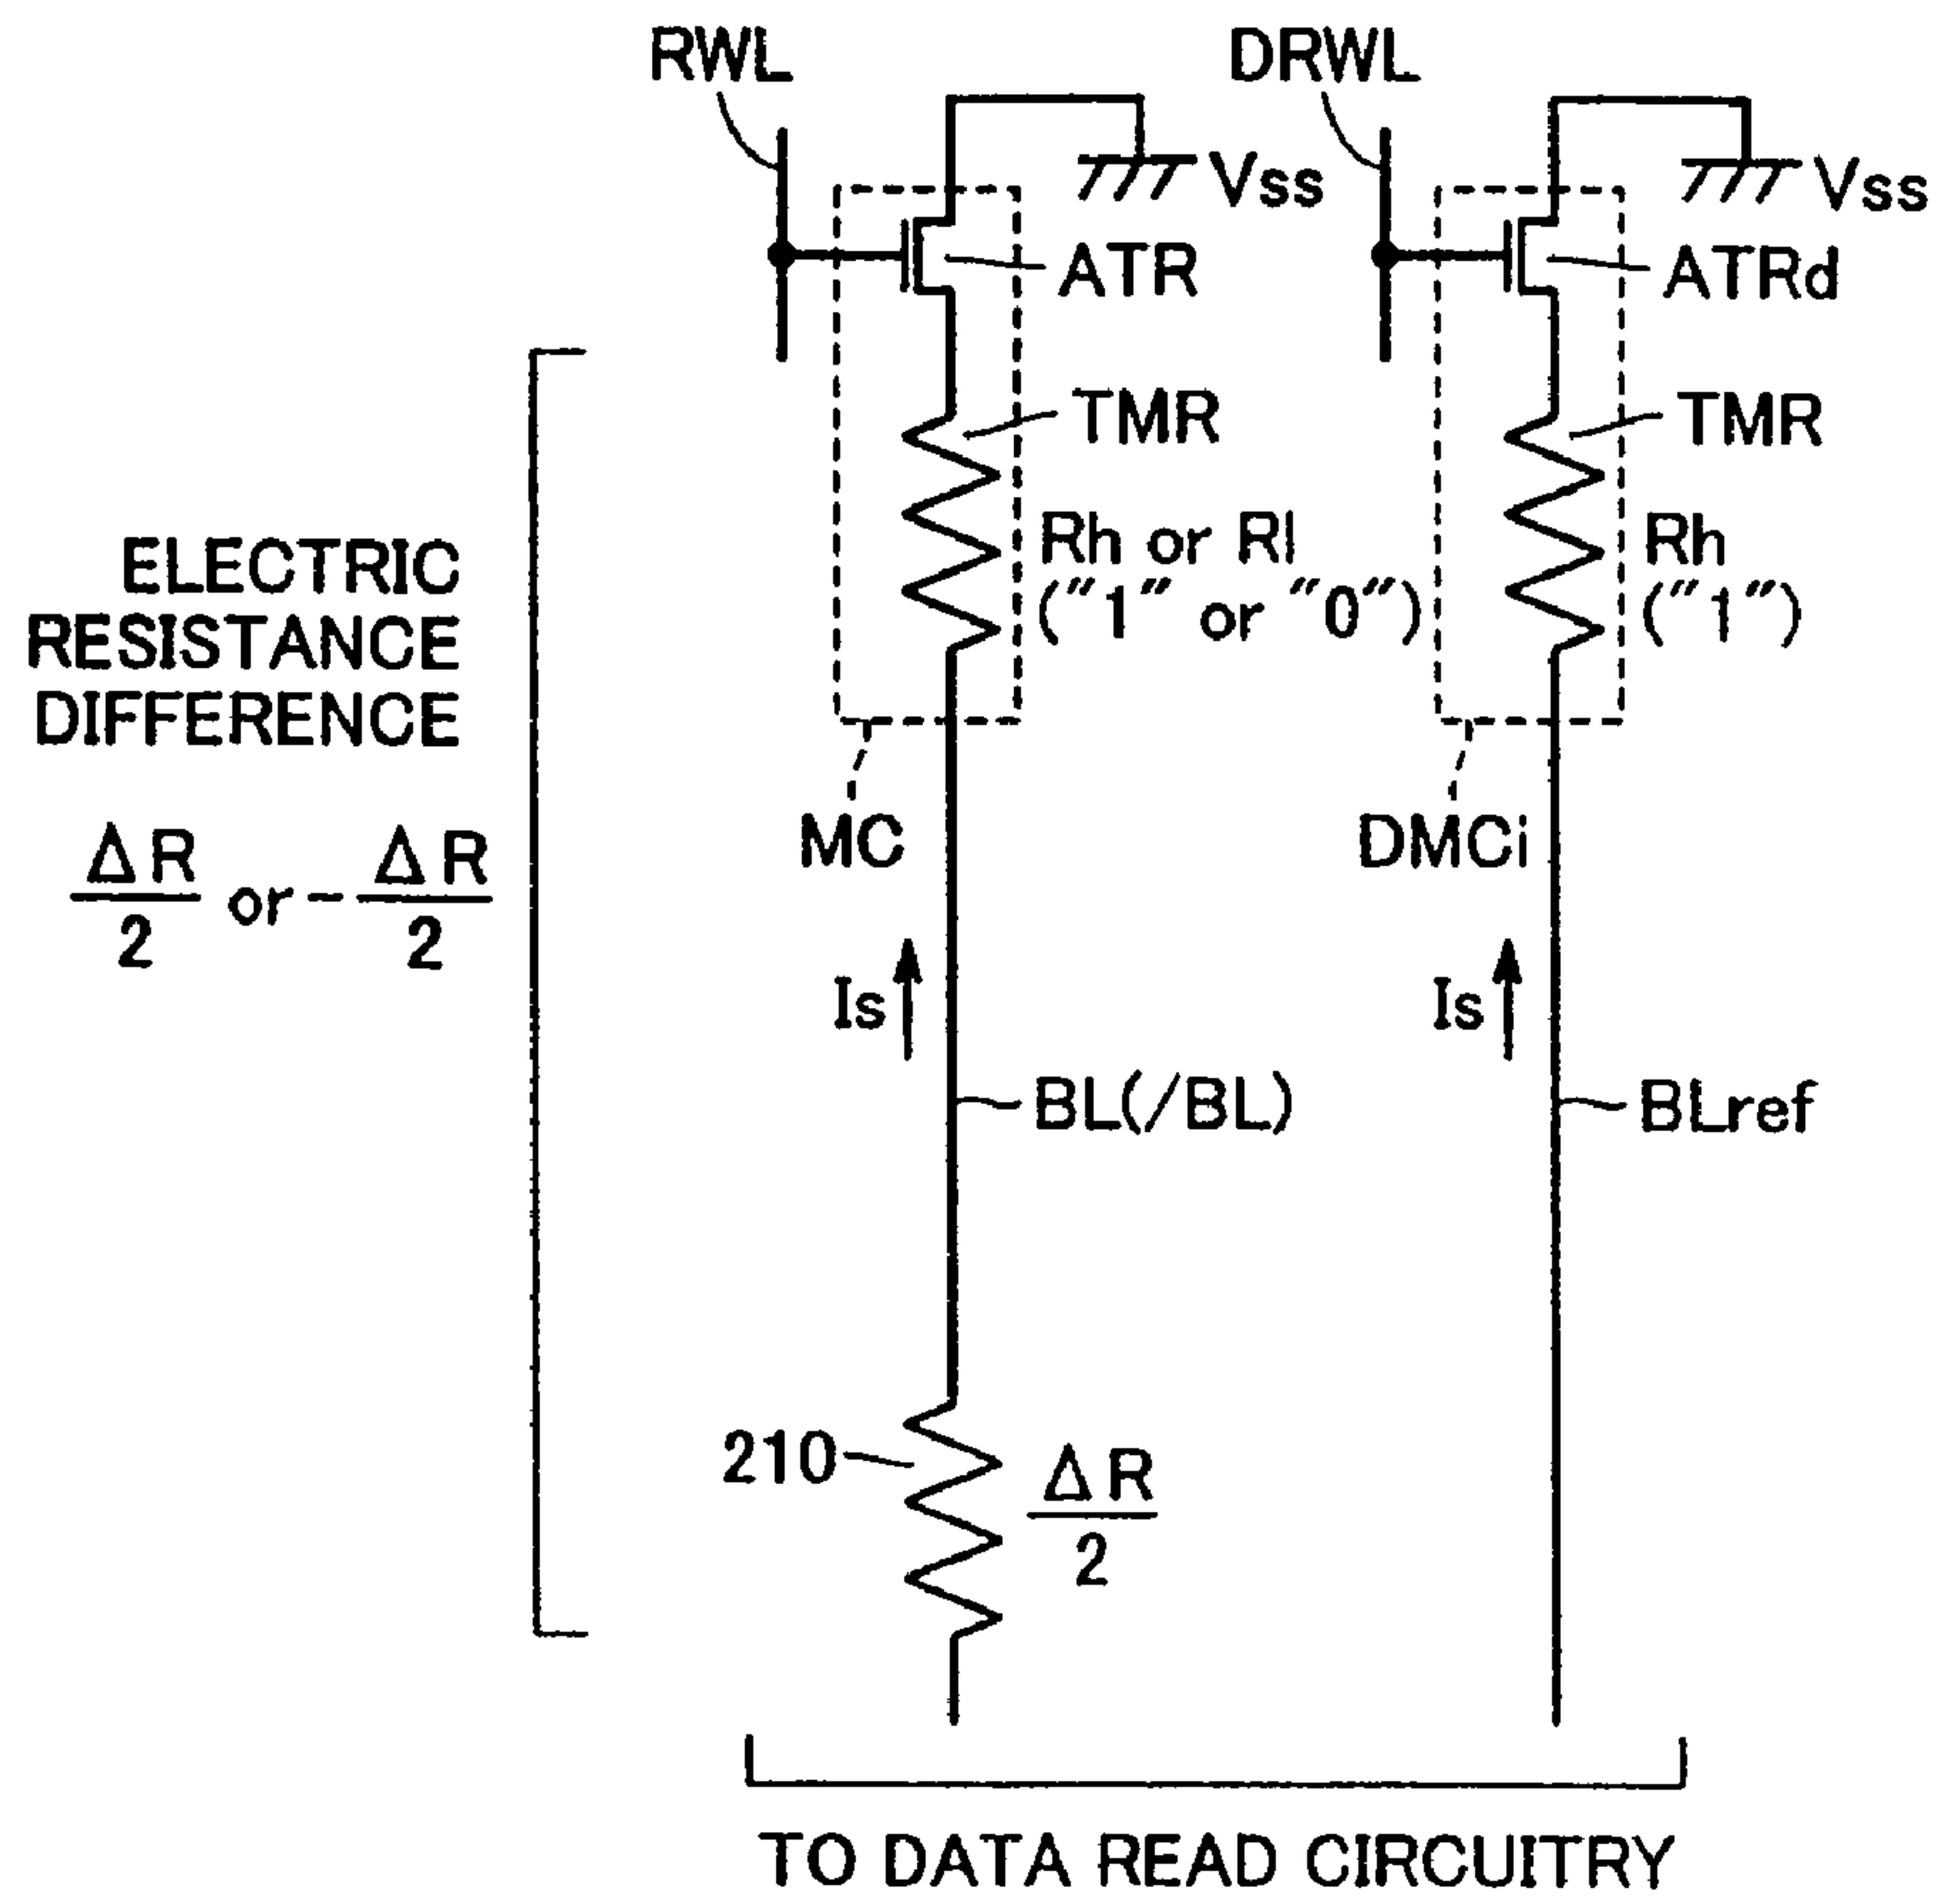 RWL
DRWL
Vss
Vss
ATR
ATRd
TMR
TMR
Rh or Rl
("1" or "0")
Rh
("1")
ELECTRIC
RESISTANCE
DIFFERENCE
ΔR/2 or -ΔR/2
MC
DMCi
Is
Is
BL(/BL)
BLref
210
ΔR/2
TO DATA READ CIRCUITRY